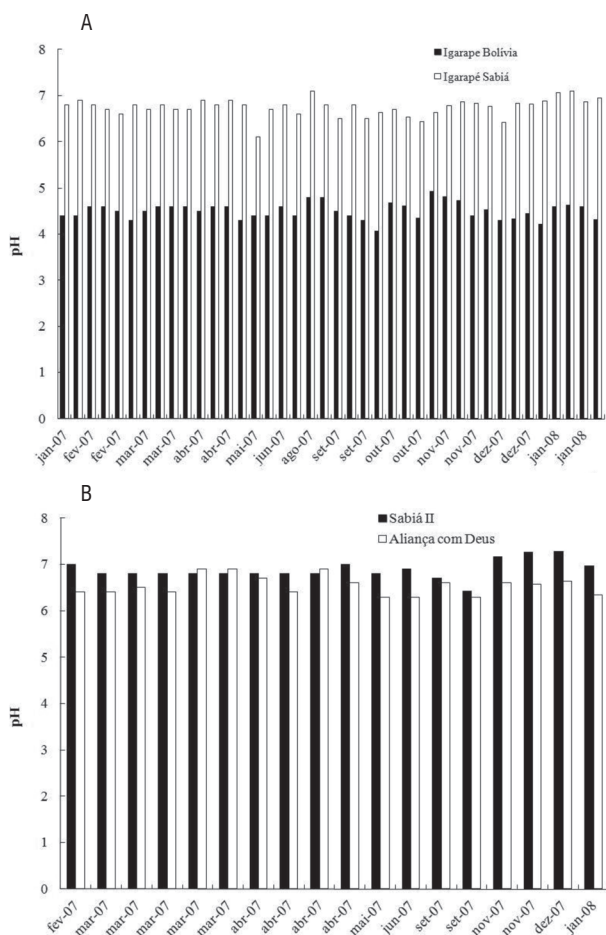 A
8
7
6
5
4
3
2
1
0
pH
Igarape Bolívia
Igarapé Sabiá
jan-07
fev-07
fev-07
mar-07
mar-07
abr-07
abr-07
mai-07
jun-07
ago-07
set-07
set-07
out-07
out-07
nov-07
nov-07
dez-07
dez-07
jan-08
jan-08
B
8
7
6
5
4
3
2
1
0
pH
Sabiá II
Aliança com Deus
fev-07
mar-07
mar-07
mar-07
mar-07
mar-07
abr-07
abr-07
abr-07
abr-07
mai-07
jun-07
set-07
set-07
nov-07
nov-07
dez-07
jan-08